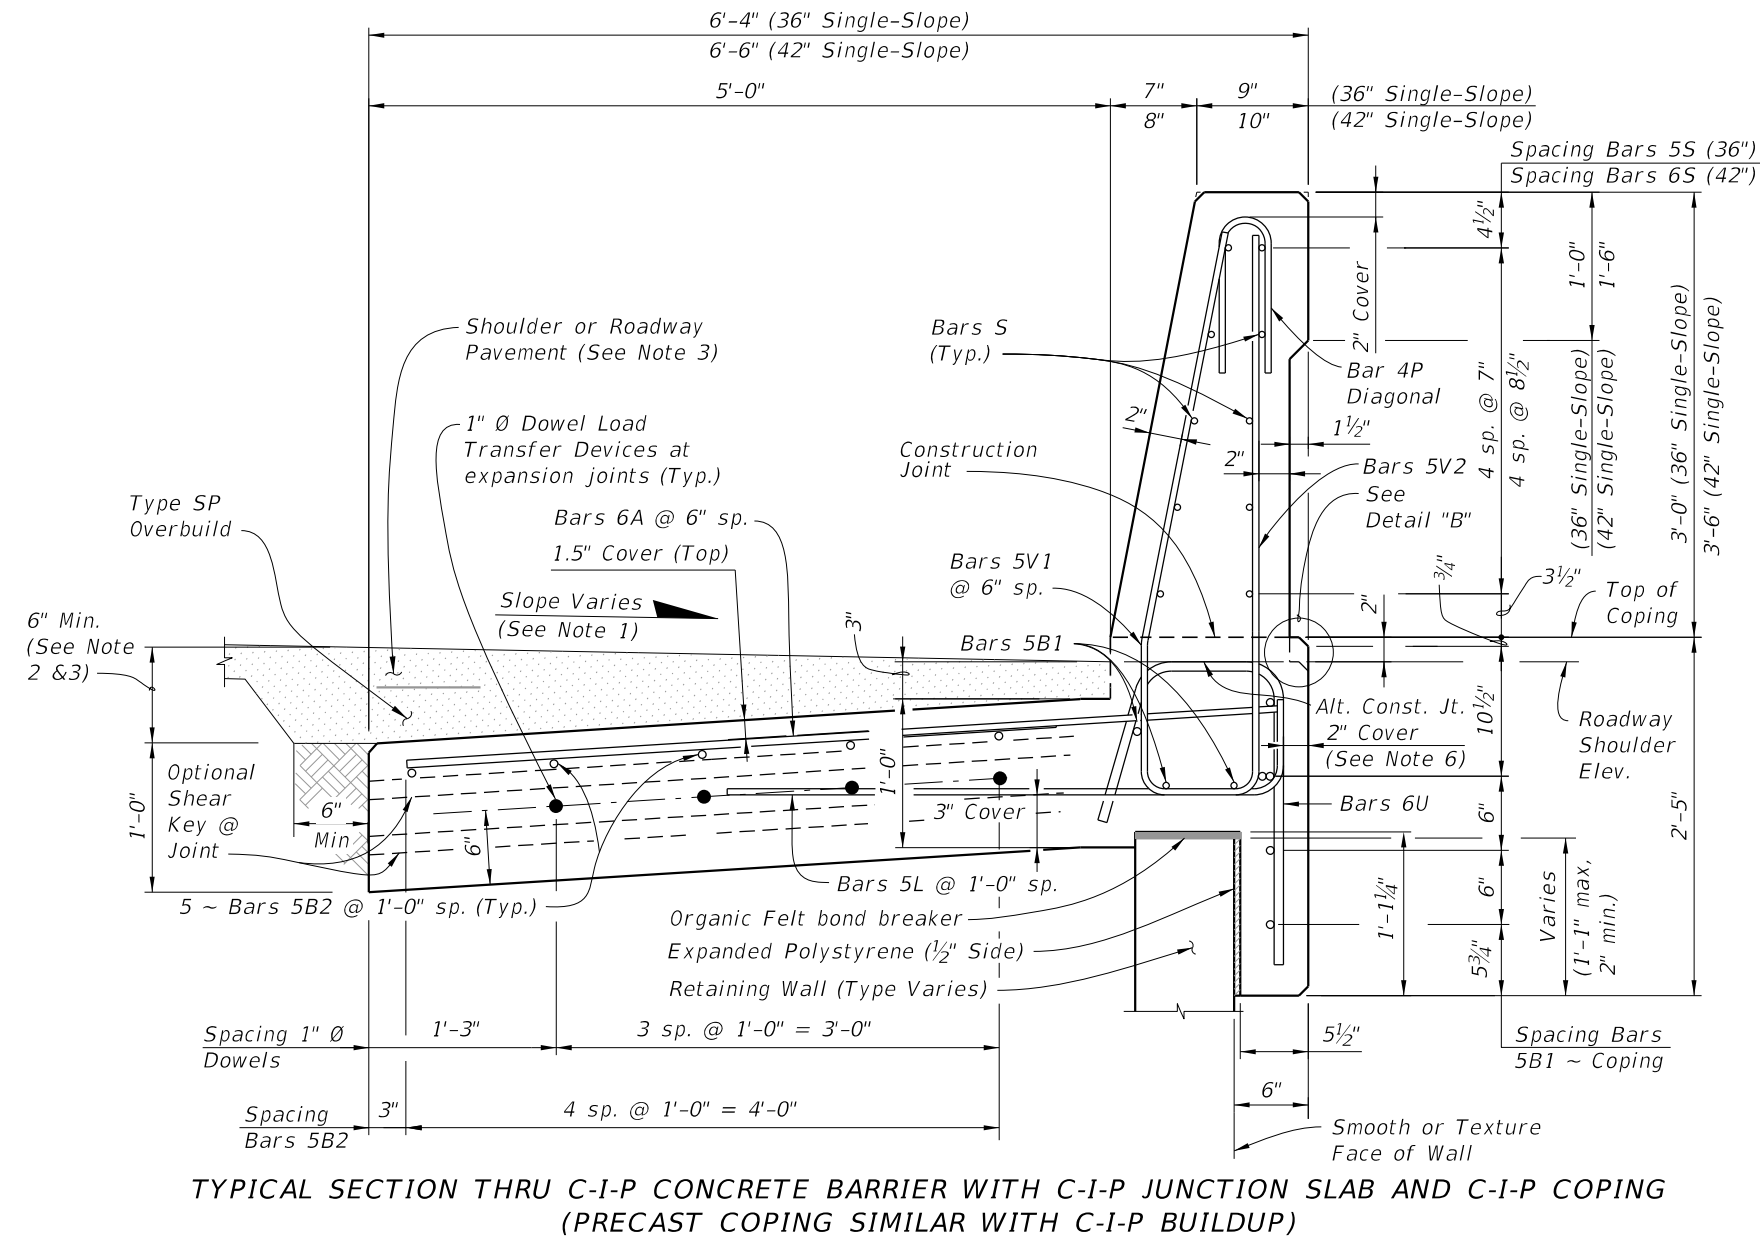 6'-4" (36" Single-Slope)
6'-6" (42" Single-Slope)
5'-0"
7"
8"
9"
10"
(36" Single-Slope)
(42" Single-Slope)
Spacing Bars 5S (36")
Spacing Bars 6S (42")
4½"
2" Cover
1'-0"
1'-6"
(36" Single-Slope)
(42" Single-Slope)
3'-0" (36" Single-Slope)
3'-6" (42" Single-Slope)
4 sp. @ 7"
4 sp. @ 8½"
Shoulder or Roadway
Pavement (See Note 3)
Bars S
(Typ.)
Bar 4P
Diagonal
1½"
2"
2"
1" Ø Dowel Load
Transfer Devices at
expansion joints (Typ.)
Construction
Joint
Bars 5V2
See
Detail "B"
Type SP
Overbuild
Bars 6A @ 6" sp.
1.5" Cover (Top)
Bars 5V1
@ 6" sp.
Slope Varies
(See Note 1)
3"
Bars 5B1
2"
¾"
3½"
Top of
Coping
6" Min.
(See Note
2 &3)
Alt. Const. Jt.
2" Cover
(See Note 6)
10½"
Roadway
Shoulder
Elev.
Optional
Shear
Key @
Joint
1'-0"
6"
Min
6"
1'-0"
3" Cover
Bars 6U
6"
6"
5¾"
2'-5"
Bars 5L @ 1'-0" sp.
5 ~ Bars 5B2 @ 1'-0" sp. (Typ.)
Organic Felt bond breaker
Expanded Polystyrene (½" Side)
Retaining Wall (Type Varies)
1'-1¼"
Varies
(1'-1" max,
2" min.)
Spacing 1" Ø
Dowels
1'-3"
3 sp. @ 1'-0" = 3'-0"
5½"
Spacing Bars
5B1 ~ Coping
Spacing
Bars 5B2
3"
4 sp. @ 1'-0" = 4'-0"
6"
Smooth or Texture
Face of Wall
TYPICAL SECTION THRU C-I-P CONCRETE BARRIER WITH C-I-P JUNCTION SLAB AND C-I-P COPING
(PRECAST COPING SIMILAR WITH C-I-P BUILDUP)